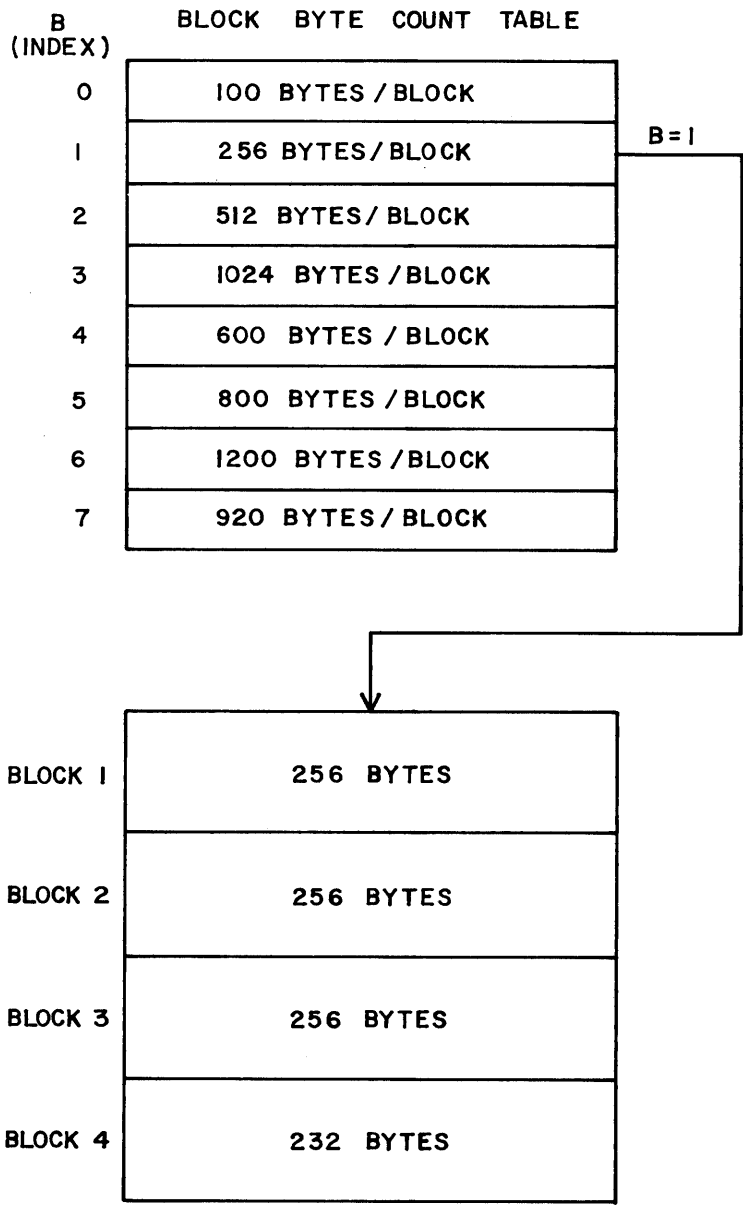 B BLOCK BYTE COUNT TABLE
(INDEX)
0 100 BYTES / BLOCK
1 256 BYTES / BLOCK
B = 1
2 512 BYTES / BLOCK
3 1024 BYTES / BLOCK
4 600 BYTES / BLOCK
5 800 BYTES / BLOCK
6 1200 BYTES / BLOCK
7 920 BYTES / BLOCK
BLOCK 1 256 BYTES
BLOCK 2 256 BYTES
BLOCK 3 256 BYTES
BLOCK 4 232 BYTES